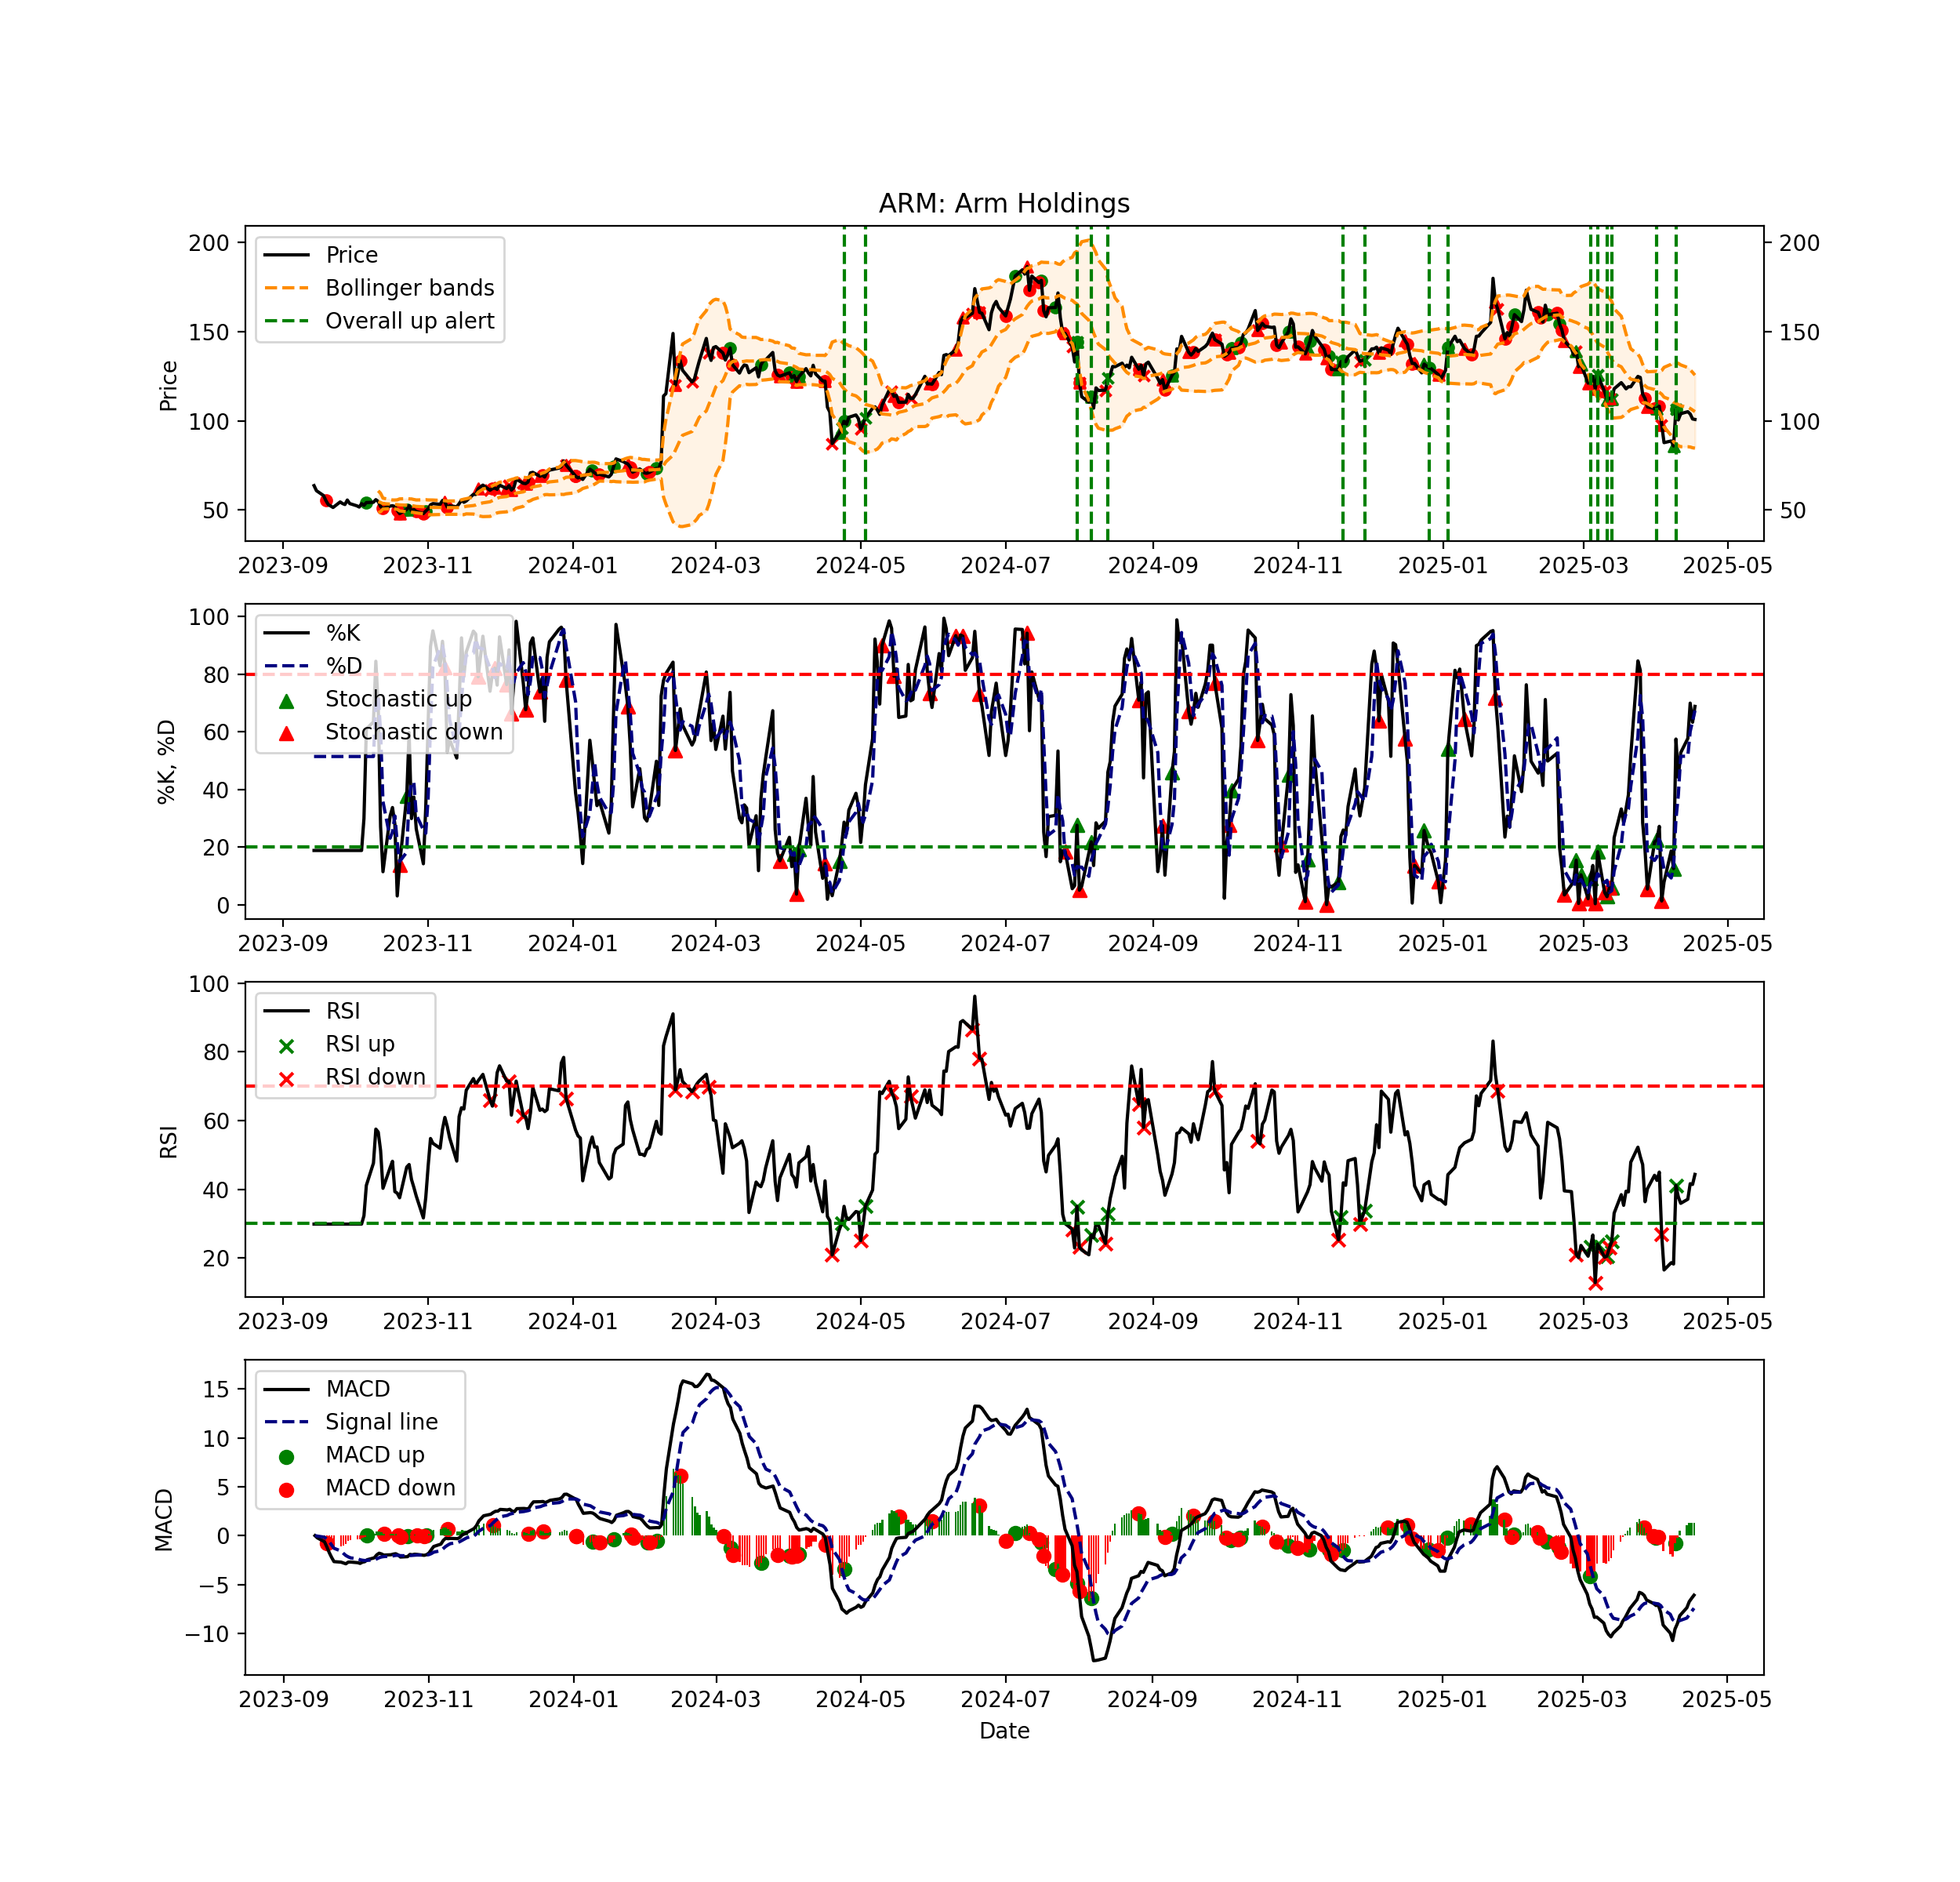 ARM: Arm Holdings
200
150
100
50
Price
Price
Bollinger bands
Overall up alert
200
150
100
50
2023-09 2023-11 2024-01 2024-03 2024-05 2024-07 2024-09 2024-11 2025-01 2025-03 2025-05
100
80
60
40
20
0
%K, %D
%K
%D
Stochastic up
Stochastic down
2023-09 2023-11 2024-01 2024-03 2024-05 2024-07 2024-09 2024-11 2025-01 2025-03 2025-05
100
80
60
40
20
RSI
RSI
RSI up
RSI down
2023-09 2023-11 2024-01 2024-03 2024-05 2024-07 2024-09 2024-11 2025-01 2025-03 2025-05
15
10
5
0
−5
−10
MACD
MACD
Signal line
MACD up
MACD down
2023-09 2023-11 2024-01 2024-03 2024-05 2024-07 2024-09 2024-11 2025-01 2025-03 2025-05
Date